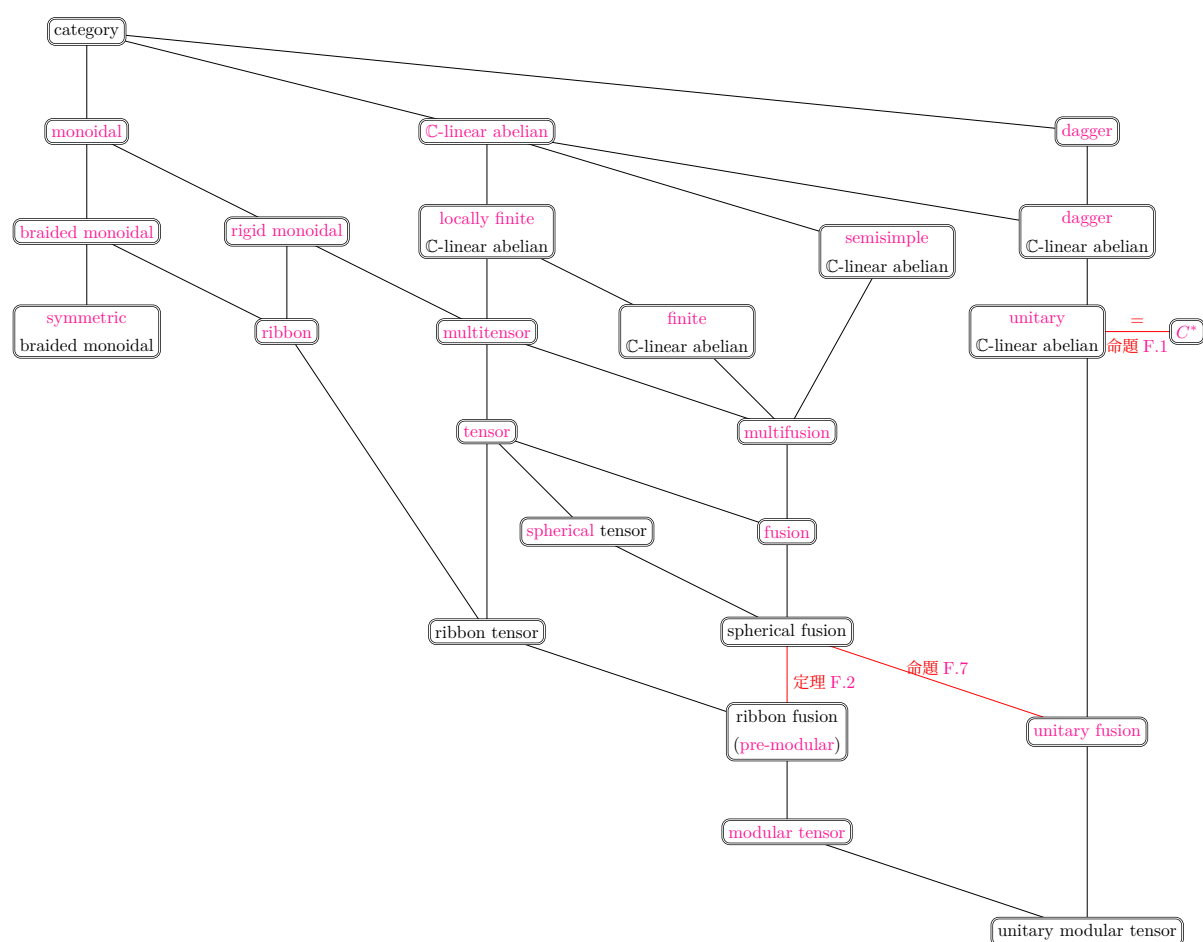 category
monoidal
ℂ-linear abelian
dagger
braided monoidal
rigid monoidal
locally finite
ℂ-linear abelian
semisimple
ℂ-linear abelian
dagger
ℂ-linear abelian
symmetric
braided monoidal
ribbon
multitensor
finite
ℂ-linear abelian
unitary
ℂ-linear abelian
=
命題 F.1
C*
tensor
multifusion
spherical tensor
fusion
ribbon tensor
spherical fusion
命題 F.7
定理 F.2
ribbon fusion
(pre-modular)
unitary fusion
modular tensor
unitary modular tensor